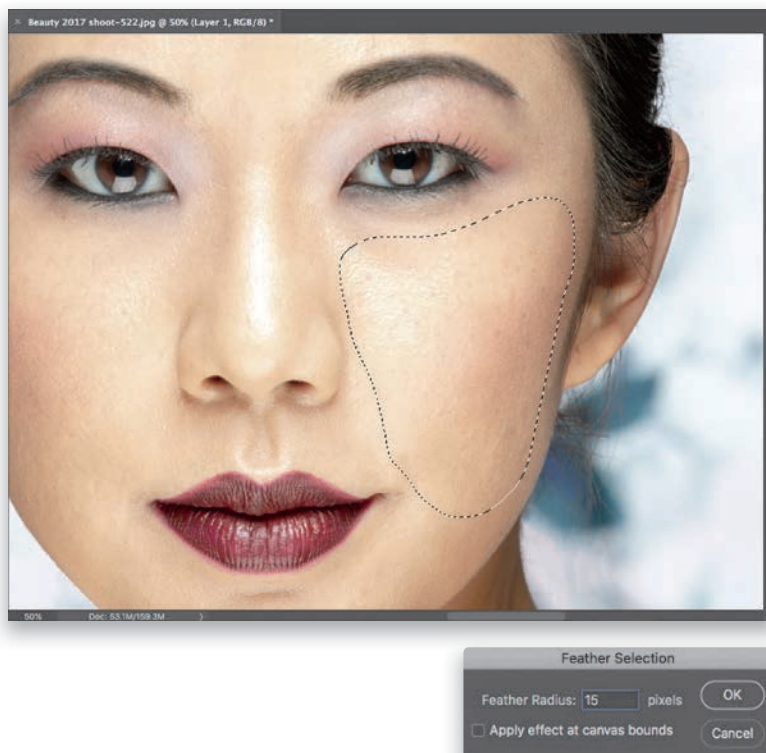 × Beauty 2017 shoot-522.jpg @ 50% (Layer 1, RGB/8) *
50% Doc: 53.1M/159.3M >
Feather Selection
Feather Radius: 15 pixels OK
Apply effect at canvas bounds Cancel